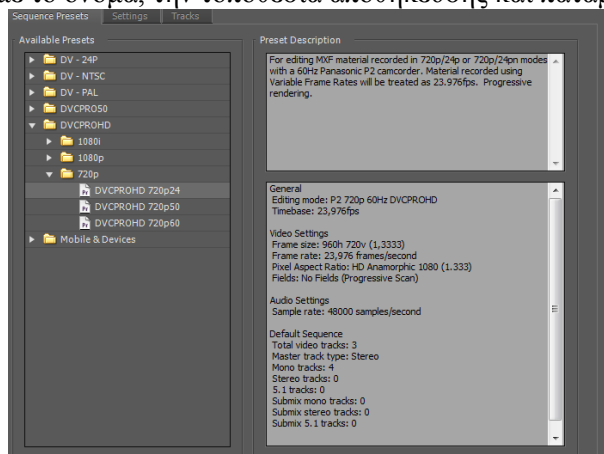 το όνομα, την τοποθεσία αποθήκευσης και
Sequence Presets Settings Tracks
Available Presets
DV - 24P
DV - NTSC
DV - PAL
DVCPRO50
DVCPROHD
1080i
1080p
720p
DVCPROHD 720p24
DVCPROHD 720p50
DVCPROHD 720p60
Mobile & Devices
Preset Description
For editing MXF material recorded in 720p/24p or 720p/24pn modes
with a 60Hz Panasonic P2 camcorder. Material recorded using
Variable Frame Rates will be treated as 23.976fps. Progressive
rendering.
General
Editing mode: P2 720p 60Hz DVCPROHD
Timebase: 23,976fps
Video Settings
Frame size: 960h 720v (1,3333)
Frame rate: 23,976 frames/second
Pixel Aspect Ratio: HD Anamorphic 1080 (1.333)
Fields: No Fields (Progressive Scan)
Audio Settings
Sample rate: 48000 samples/second
Default Sequence
Total video tracks: 3
Master track type: Stereo
Mono tracks: 4
Stereo tracks: 0
5.1 tracks: 0
Submix mono tracks: 0
Submix stereo tracks: 0
Submix 5.1 tracks: 0